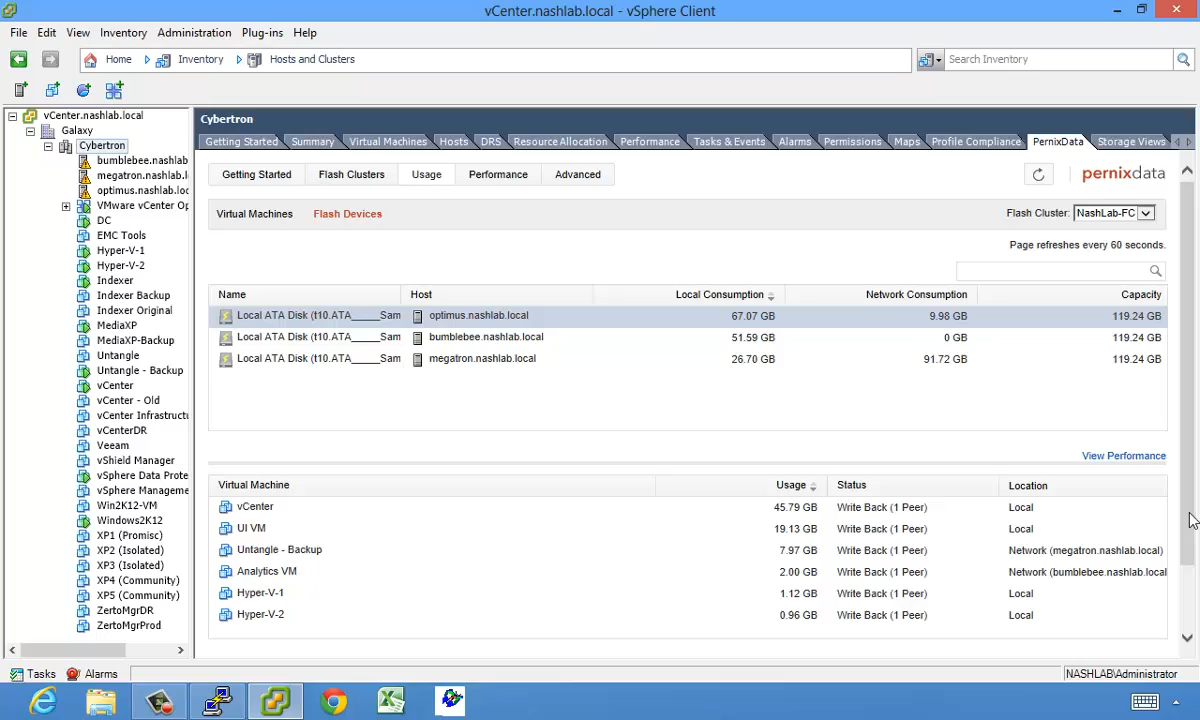 vCenter.nashlab.local - vSphere Client
File Edit View Inventory Administration Plug-ins Help
Home Inventory Hosts and Clusters Search Inventory
vCenter.nashlab.local
Galaxy
Cybertron
bumblebee.nashlab
megatron.nashlab.l
optimus.nashlab.loc
VMware vCenter Op
DC
EMC Tools
Hyper-V-1
Hyper-V-2
Indexer
Indexer Backup
Indexer Original
MediaXP
MediaXP-Backup
Untangle
Untangle - Backup
vCenter
vCenter - Old
vCenter Infrastructu
vCenterDR
Veeam
vShield Manager
vSphere Data Prote
vSphere Manageme
Win2K12-VM
Windows2K12
XP1 (Promisc)
XP2 (Isolated)
XP3 (Isolated)
XP4 (Community)
XP5 (Community)
ZertoMgrDR
ZertoMgrProd
Cybertron
Getting Started Summary Virtual Machines Hosts DRS Resource Allocation Performance Tasks & Events Alarms Permissions Maps Profile Compliance PernixData Storage Views
Getting Started Flash Clusters Usage Performance Advanced pernixdata
Virtual Machines Flash Devices Flash Cluster: NashLab-FC
Page refreshes every 60 seconds.
Name Host Local Consumption Network Consumption Capacity
Local ATA Disk (t10.ATA_____Sam optimus.nashlab.local 67.07 GB 9.98 GB 119.24 GB
Local ATA Disk (t10.ATA_____Sam bumblebee.nashlab.local 51.59 GB 0 GB 119.24 GB
Local ATA Disk (t10.ATA_____Sam megatron.nashlab.local 26.70 GB 91.72 GB 119.24 GB
View Performance
Virtual Machine Usage Status Location
vCenter 45.79 GB Write Back (1 Peer) Local
UI VM 19.13 GB Write Back (1 Peer) Local
Untangle - Backup 7.97 GB Write Back (1 Peer) Network (megatron.nashlab.local)
Analytics VM 2.00 GB Write Back (1 Peer) Network (bumblebee.nashlab.local
Hyper-V-1 1.12 GB Write Back (1 Peer) Local
Hyper-V-2 0.96 GB Write Back (1 Peer) Local
Tasks Alarms NASHLAB\Administrator